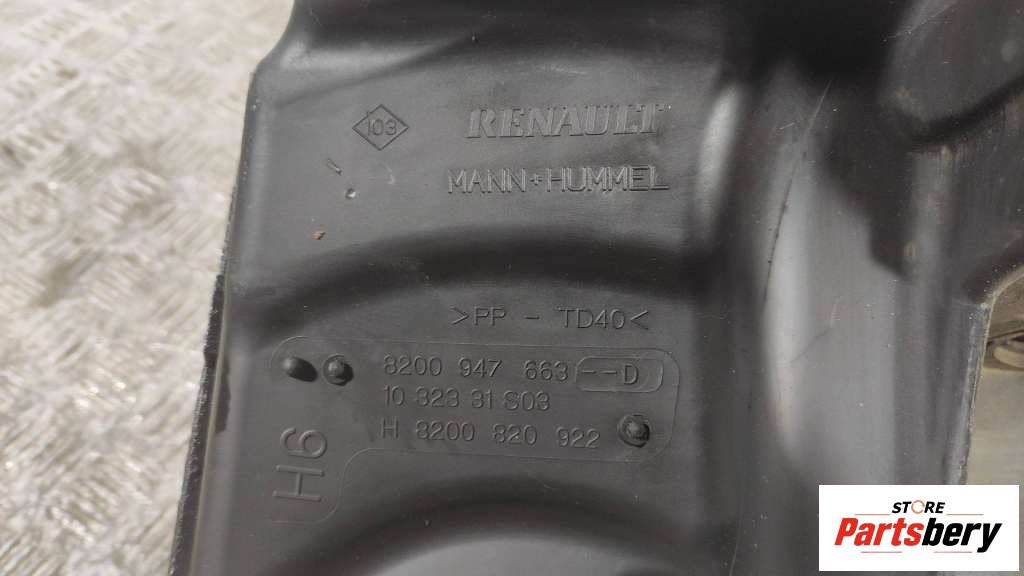 103
RENAULT
MANN+HUMMEL
>PP - TD40<
8200 947 663 --D
10 323 31 S03
H 8200 820 922
H6
STORE
Partsbery